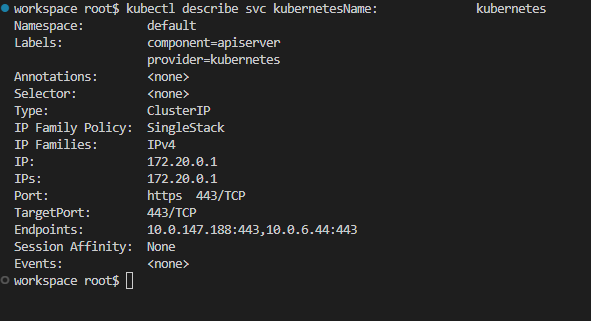 workspace root$ kubectl describe svc kubernetesName:              kubernetes
Namespace:         default
Labels:            component=apiserver
                   provider=kubernetes
Annotations:       <none>
Selector:          <none>
Type:              ClusterIP
IP Family Policy:  SingleStack
IP Families:       IPv4
IP:                172.20.0.1
IPs:               172.20.0.1
Port:              https  443/TCP
TargetPort:        443/TCP
Endpoints:         10.0.147.188:443,10.0.6.44:443
Session Affinity:  None
Events:            <none>
workspace root$